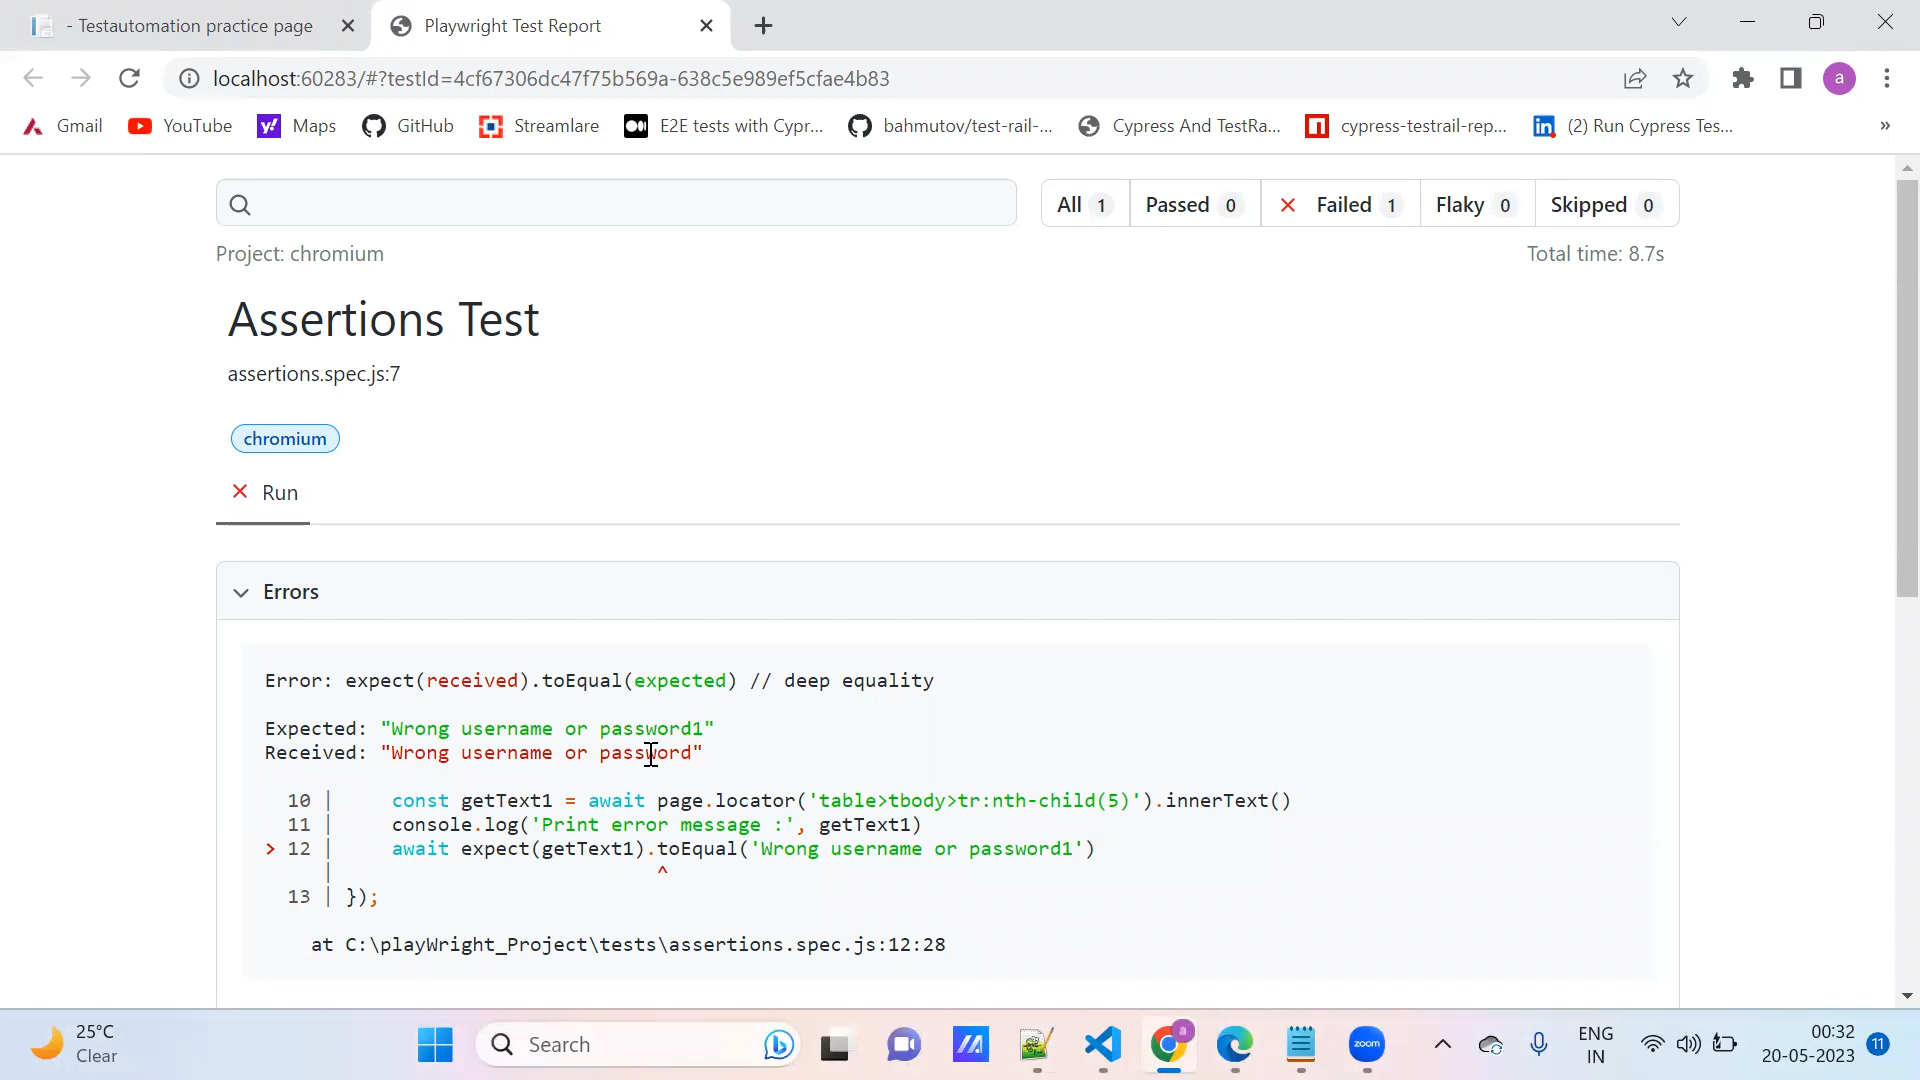 - Testautomation practice page
Playwright Test Report
localhost:60283/#?testId=4cf67306dc47f75b569a-638c5e989ef5cfae4b83
a
Gmail
YouTube
Maps
GitHub
Streamlare
E2E tests with Cypr...
bahmutov/test-rail-...
Cypress And TestRa...
cypress-testrail-rep...
(2) Run Cypress Tes...
»
All 1
Passed 0
Failed 1
Flaky 0
Skipped 0
Project: chromium
Total time: 8.7s
Assertions Test
assertions.spec.js:7
chromium
Run
Errors
Error: expect(received).toEqual(expected) // deep equality
Expected: "Wrong username or password1"
Received: "Wrong username or password"
10 | const getText1 = await page.locator('table>tbody>tr:nth-child(5)').innerText()
11 | console.log('Print error message :', getText1)
> 12 | await expect(getText1).toEqual('Wrong username or password1')
| ^
13 | });
at C:\playWright_Project\tests\assertions.spec.js:12:28
25°C
Clear
Search
a
zoom
ENG
IN
00:32
20-05-2023
11